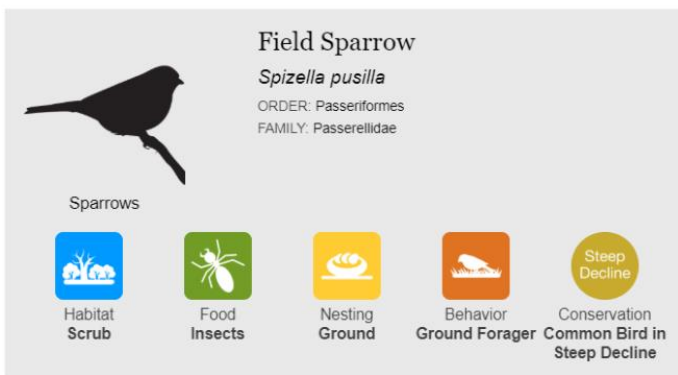 Field Sparrow
Spizella pusilla
ORDER: Passeriformes
FAMILY: Passerellidae
Sparrows
Steep
Decline
Habitat
Scrub
Food
Insects
Nesting
Ground
Behavior
Ground Forager
Conservation
Common Bird in
Steep Decline